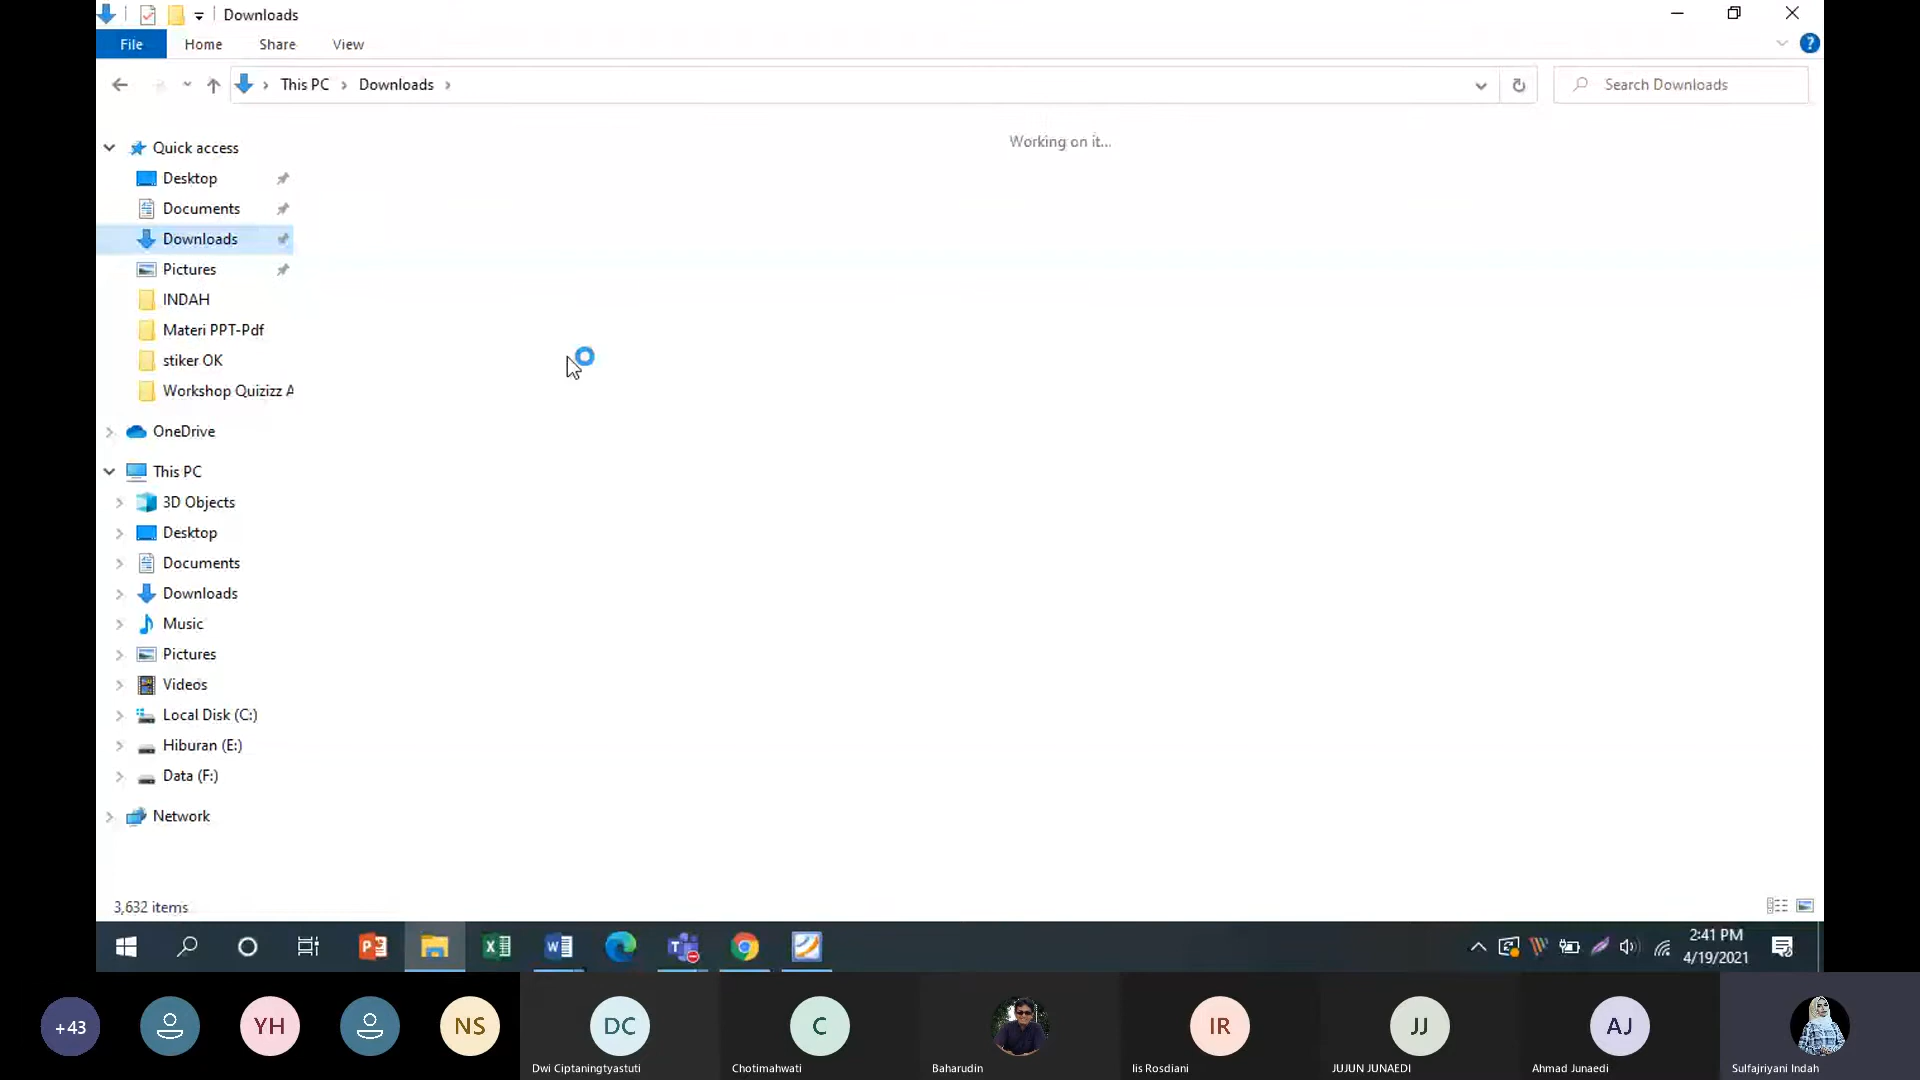 Downloads
File Home Share View
?
This PC Downloads
Search Downloads
Working on it...
Quick access
Desktop
Documents
Downloads
Pictures
INDAH
Materi PPT-Pdf
stiker OK
Workshop Quizizz A
OneDrive
This PC
3D Objects
Desktop
Documents
Downloads
Music
Pictures
Videos
Local Disk (C:)
Hiburan (E:)
Data (F:)
Network
3,632 items
2:41 PM
4/19/2021
+43 YH NS DC C IR JJ AJ
Dwi Ciptaningtyastuti Chotimahwati Baharudin Iis Rosdiani JUJUN JUNAEDI Ahmad Junaedi Sulfajriyani Indah